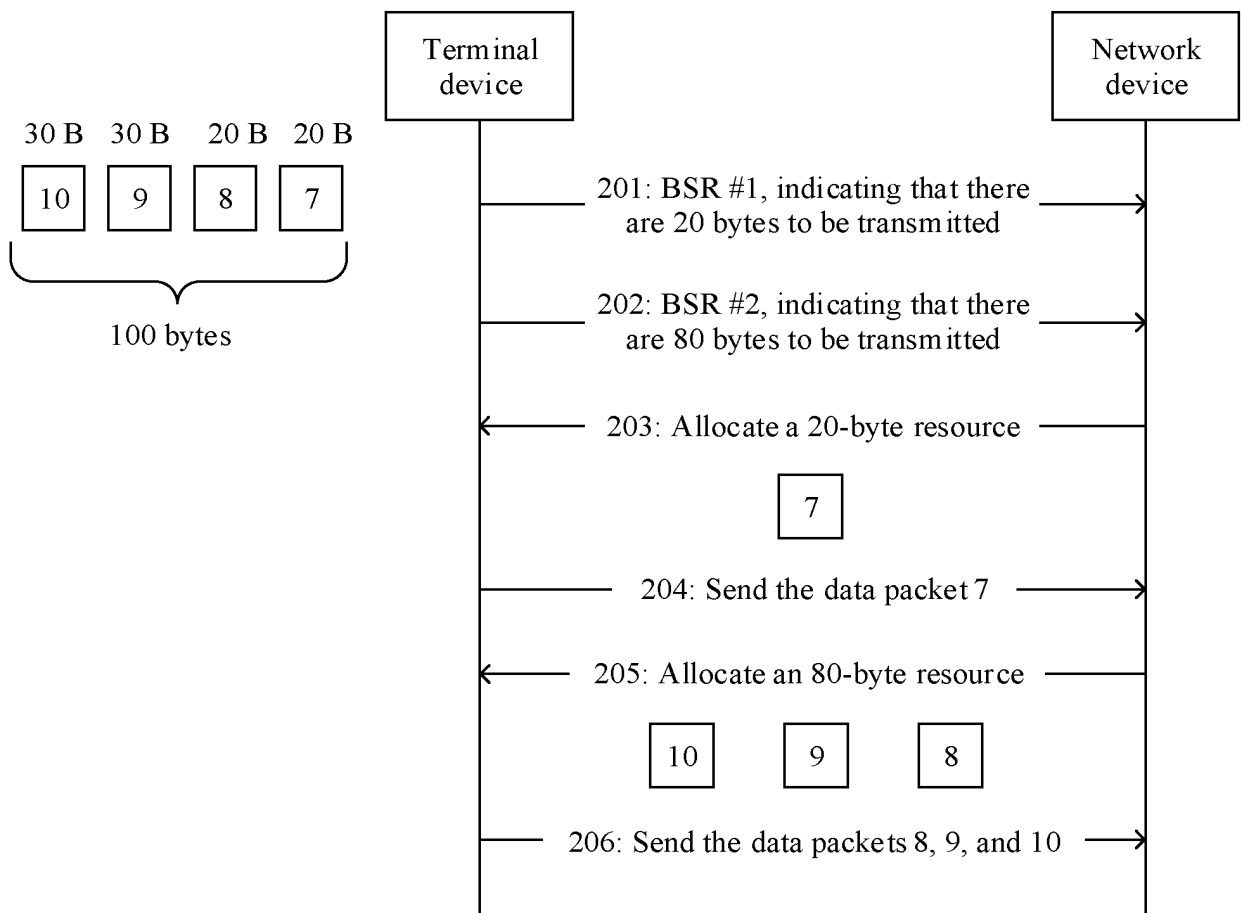 Terminal
device
Network
device
30 B 30 B 20 B 20 B
10 9 8 7
100 bytes
201: BSR #1, indicating that there
are 20 bytes to be transmitted
202: BSR #2, indicating that there
are 80 bytes to be transmitted
203: Allocate a 20-byte resource
7
204: Send the data packet 7
205: Allocate an 80-byte resource
10 9 8
206: Send the data packets 8, 9, and 10